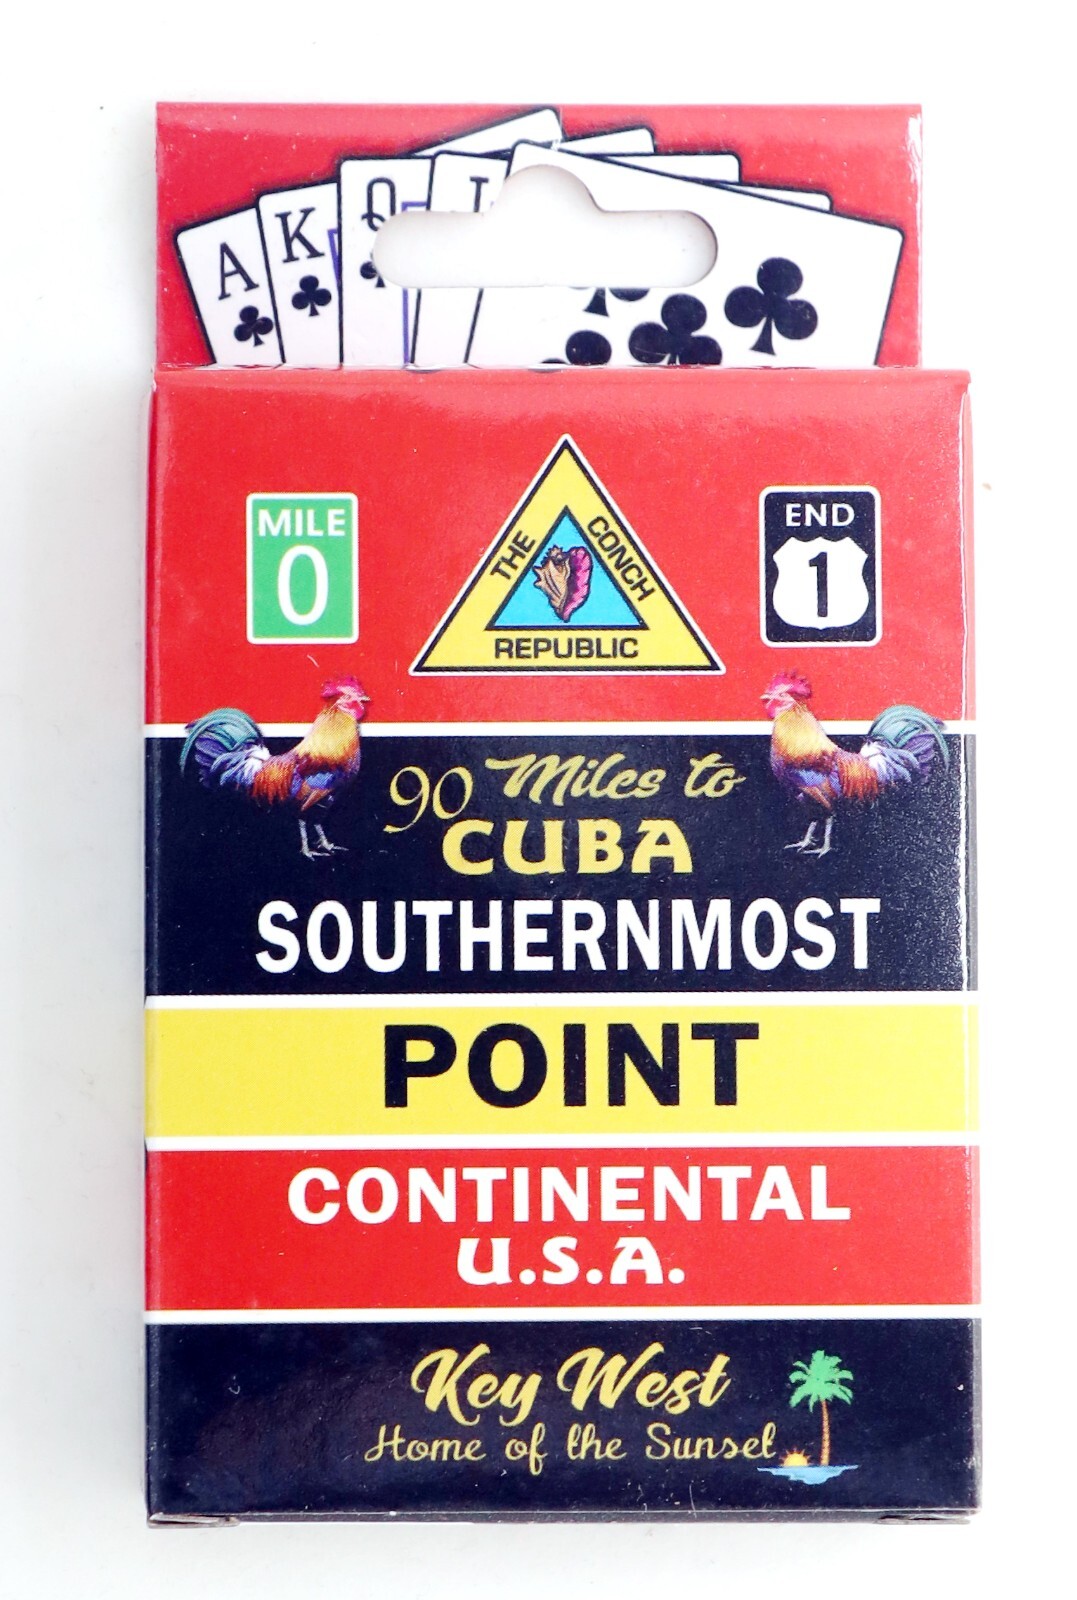 A
K
Q
J
MILE
0
THE CONCH
REPUBLIC
END
1
90 Miles to
CUBA
SOUTHERNMOST
POINT
CONTINENTAL
U.S.A.
Key West
Home of the Sunset